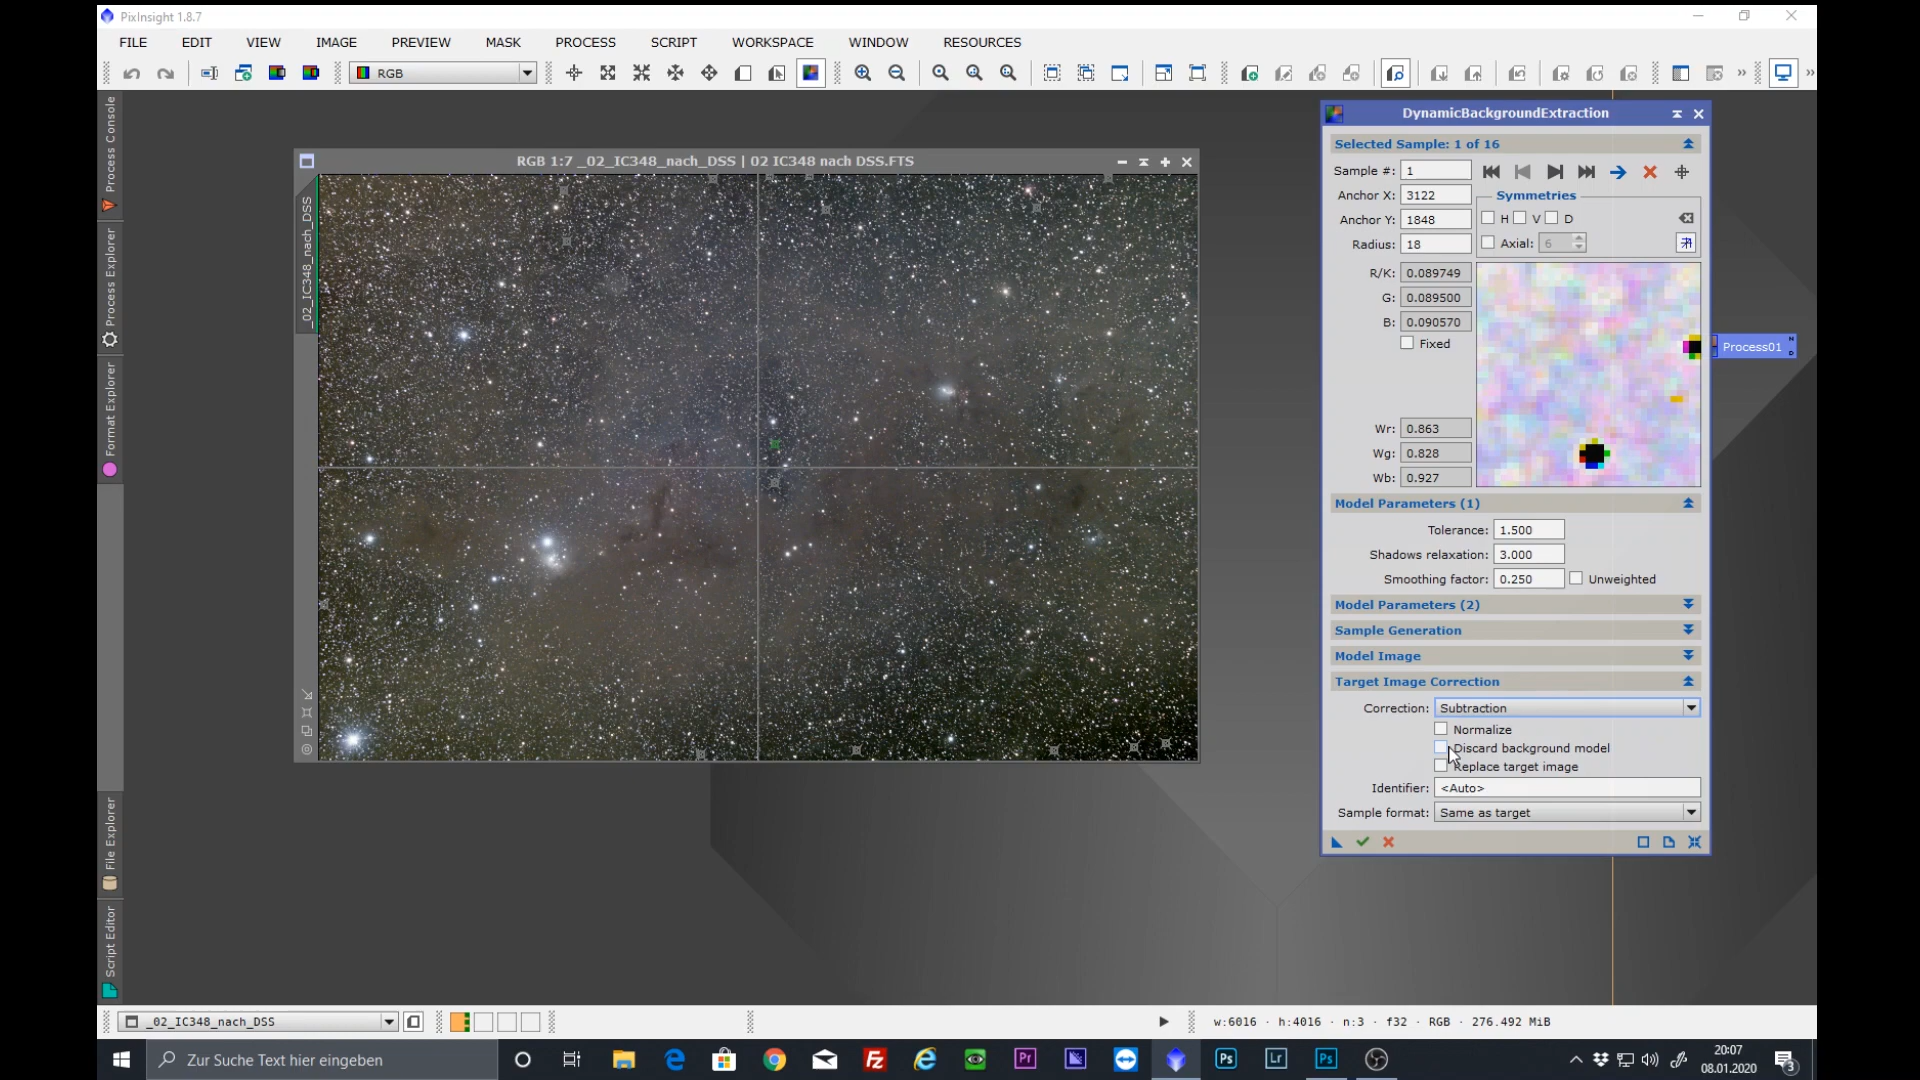 PixInsight 1.8.7
FILE EDIT VIEW IMAGE PREVIEW MASK PROCESS SCRIPT WORKSPACE WINDOW RESOURCES
RGB
Process Console
Process Explorer
Format Explorer
File Explorer
Script Editor
RGB 1:7 _02_IC348_nach_DSS | 02 IC348 nach DSS.FTS
_02_IC348_nach_DSS
DynamicBackgroundExtraction
Selected Sample: 1 of 16
Sample #: 1
Anchor X: 3122
Anchor Y: 1848
Radius: 18
Symmetries
H V D
Axial: 6
R/K: 0.089749
G: 0.089500
B: 0.090570
Fixed
Wr: 0.863
Wg: 0.828
Wb: 0.927
Process01
Model Parameters (1)
Tolerance: 1.500
Shadows relaxation: 3.000
Smoothing factor: 0.250 Unweighted
Model Parameters (2)
Sample Generation
Model Image
Target Image Correction
Correction: Subtraction
Normalize
Discard background model
Replace target image
Identifier: <Auto>
Sample format: Same as target
_02_IC348_nach_DSS
w:6016 · h:4016 · n:3 · f32 · RGB · 276.492 MiB
Zur Suche Text hier eingeben
Pr
Ps
Lr
Ps
20:07
08.01.2020
3